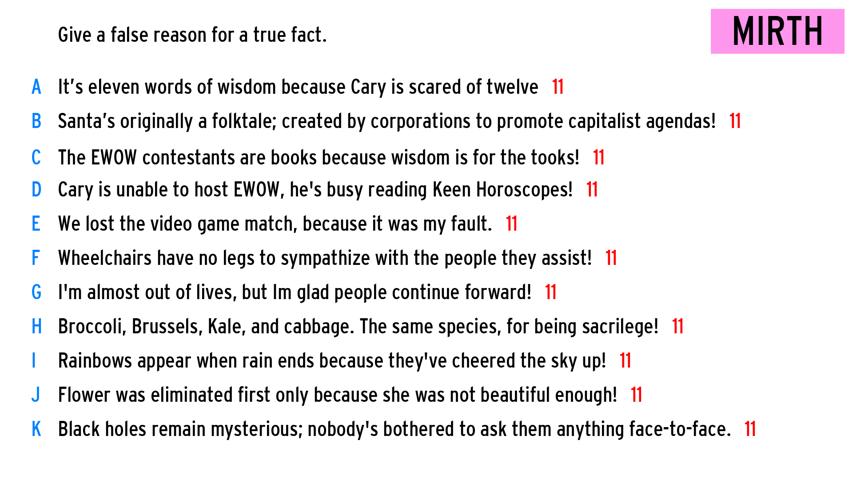 Give a false reason for a true fact.
MIRTH
A It's eleven words of wisdom because Cary is scared of twelve 11
B Santa's originally a folktale; created by corporations to promote capitalist agendas! 11
C The EWOW contestants are books because wisdom is for the tooks! 11
D Cary is unable to host EWOW, he's busy reading Keen Horoscopes! 11
E We lost the video game match, because it was my fault. 11
F Wheelchairs have no legs to sympathize with the people they assist! 11
G I'm almost out of lives, but Im glad people continue forward! 11
H Broccoli, Brussels, Kale, and cabbage. The same species, for being sacrilege! 11
I Rainbows appear when rain ends because they've cheered the sky up! 11
J Flower was eliminated first only because she was not beautiful enough! 11
K Black holes remain mysterious; nobody's bothered to ask them anything face-to-face. 11